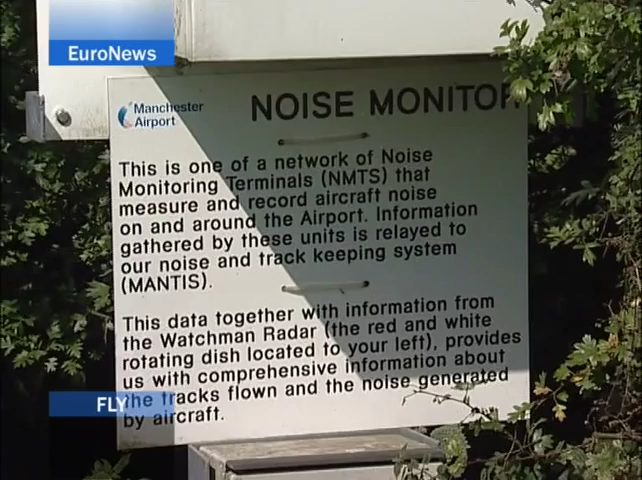 EuroNews
Manchester
Airport
NOISE MONITOR
This is one of a network of Noise
Monitoring Terminals (NMTS) that
measure and record aircraft noise
on and around the Airport. Information
gathered by these units is relayed to
our noise and track keeping system
(MANTIS).
This data together with information from
the Watchman Radar (the red and white
rotating dish located to your left), provides
us with comprehensive information about
the tracks flown and the noise generated
by aircraft.
FLY